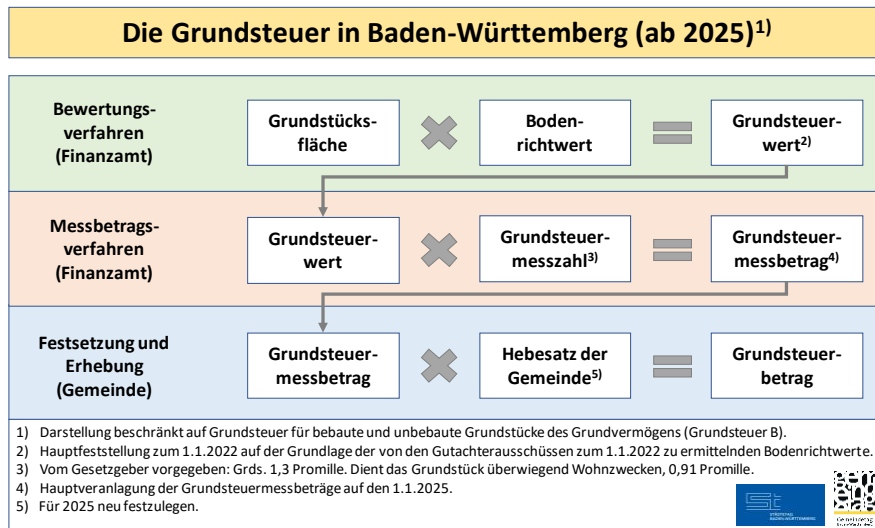 Die Grundsteuer in Baden-Württemberg (ab 2025)1)
Bewertungs-
verfahren
(Finanzamt)
Grundstücks-
fläche
Boden-
richtwert
Grundsteuer-
wert2)
Messbetrags-
verfahren
(Finanzamt)
Grundsteuer-
wert
Grundsteuer-
messzahl3)
Grundsteuer-
messbetrag4)
Festsetzung und
Erhebung
(Gemeinde)
Grundsteuer-
messbetrag
Hebesatz der
Gemeinde5)
Grundsteuer-
betrag
1) Darstellung beschränkt auf Grundsteuer für bebaute und unbebaute Grundstücke des Grundvermögens (Grundsteuer B).
2) Hauptfeststellung zum 1.1.2022 auf der Grundlage der von den Gutachterausschüssen zum 1.1.2022 zu ermittelnden Bodenrichtwerte.
3) Vom Gesetzgeber vorgegeben: Grds. 1,3 Promille. Dient das Grundstück überwiegend Wohnzwecken, 0,91 Promille.
4) Hauptveranlagung der Grundsteuermessbeträge auf den 1.1.2025.
5) Für 2025 neu festzulegen.
STÄDTETAG
BADEN-WÜRTTEMBERG
Gemeindetag